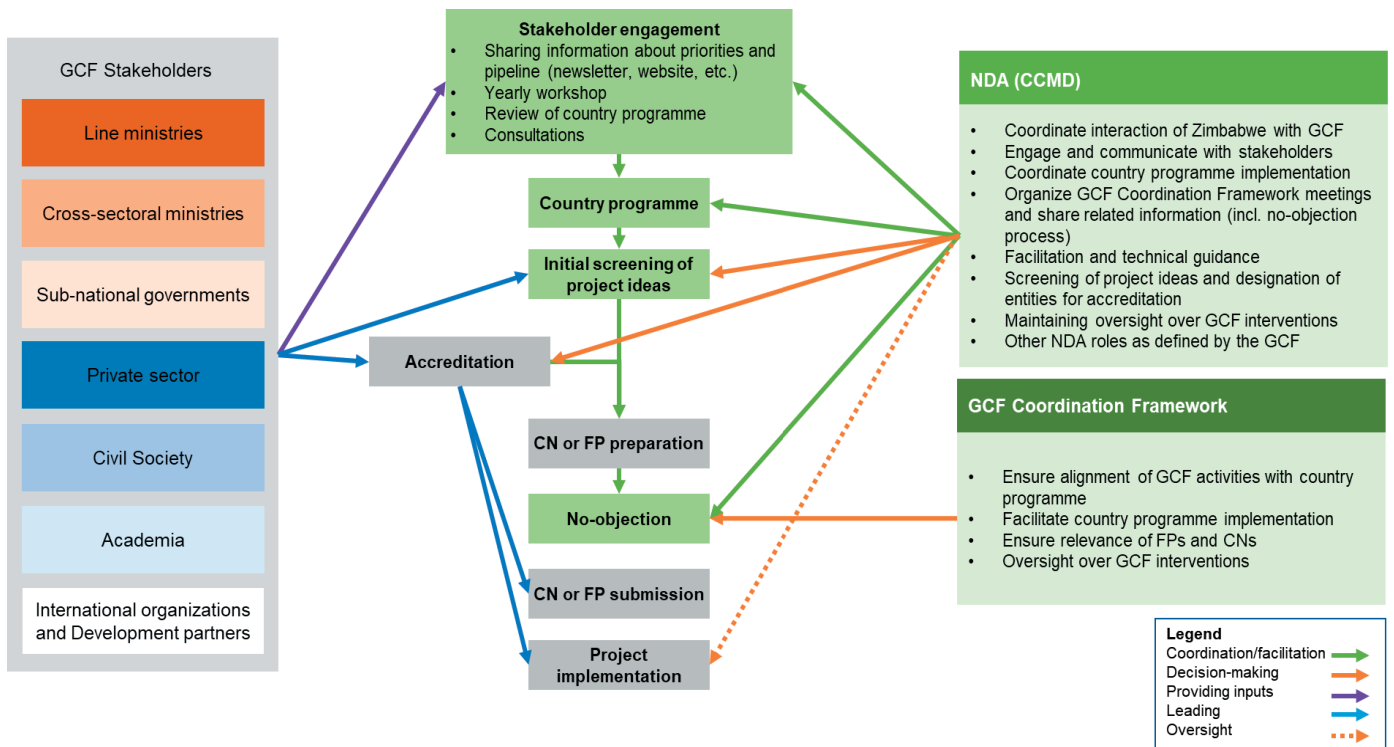 GCF Stakeholders
Line ministries
Cross-sectoral ministries
Sub-national governments
Private sector
Civil Society
Academia
International organizations
and Development partners
Stakeholder engagement
• Sharing information about priorities and
pipeline (newsletter, website, etc.)
• Yearly workshop
• Review of country programme
• Consultations
Country programme
Initial screening of
project ideas
Accreditation
CN or FP preparation
No-objection
CN or FP submission
Project
implementation
NDA (CCMD)
• Coordinate interaction of Zimbabwe with GCF
• Engage and communicate with stakeholders
• Coordinate country programme implementation
• Organize GCF Coordination Framework meetings
and share related information (incl. no-objection
process)
• Facilitation and technical guidance
• Screening of project ideas and designation of
entities for accreditation
• Maintaining oversight over GCF interventions
• Other NDA roles as defined by the GCF
GCF Coordination Framework
• Ensure alignment of GCF activities with country
programme
• Facilitate country programme implementation
• Ensure relevance of FPs and CNs
• Oversight over GCF interventions
Legend
Coordination/facilitation
Decision-making
Providing inputs
Leading
Oversight